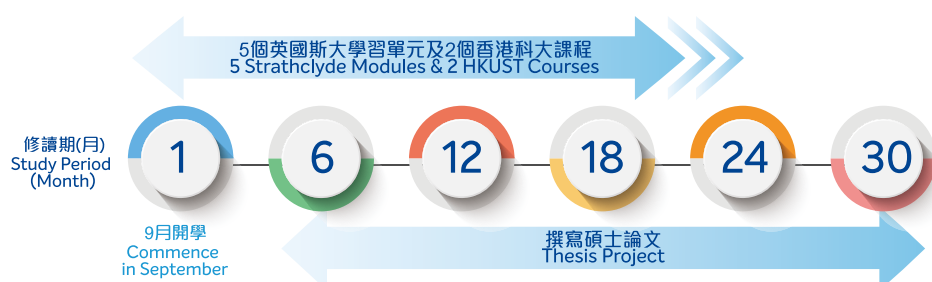 5個英國斯大學習單元及2個香港科大課程
5 Strathclyde Modules & 2 HKUST Courses
修讀期(月)
Study Period
(Month)
1
6
12
18
24
30
9月開學
Commence
in September
撰寫碩士論文
Thesis Project